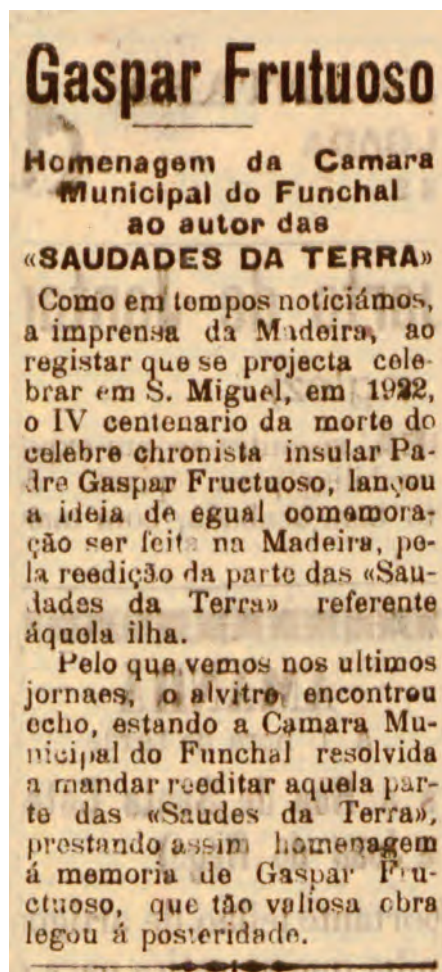 Gaspar Frutuoso
Homenagem da Camara
Municipal do Funchal
ao autor das
«SAUDADES DA TERRA»
Como em tempos noticiámos,
a imprensa da Madeira, ao
registar que se projecta cele-
brar em S. Miguel, em 1922,
o IV centenario da morte do
celebre chronista insular Pa-
dre Gaspar Fructuoso, lançou
a ideia de egual comemora-
ção ser feita na Madeira, pe-
la reedição da parte das «Sau-
dades da Terra» referente
áquela ilha.
Pelo que vemos nos ultimos
jornaes, o alvitre encontrou
echo, estando a Camara Mu-
nicipal do Funchal resolvida
a mandar reeditar aquela par-
te das «Saudes da Terra»,
prestando assim homenagem
á memoria de Gaspar Fru-
ctuoso, que tão valiosa obra
legou á posteridade.